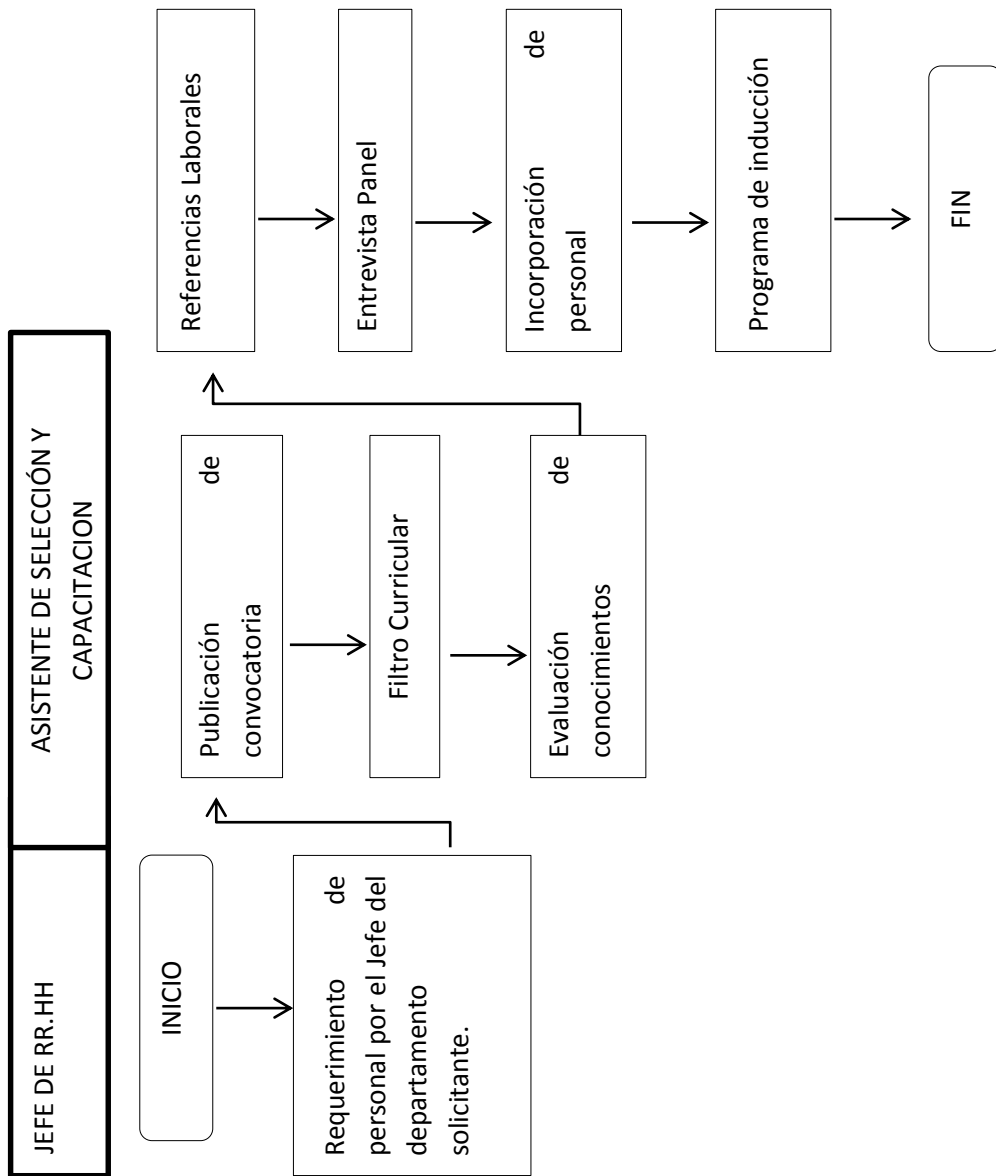 JEFE DE RR.HH
ASISTENTE DE SELECCIÓN Y
CAPACITACION
INICIO
Requerimiento de
personal por el Jefe del
departamento
solicitante.
Publicación de
convocatoria
Filtro Curricular
Evaluación de
conocimientos
Referencias Laborales
Entrevista Panel
Incorporación de
personal
Programa de inducción
FIN